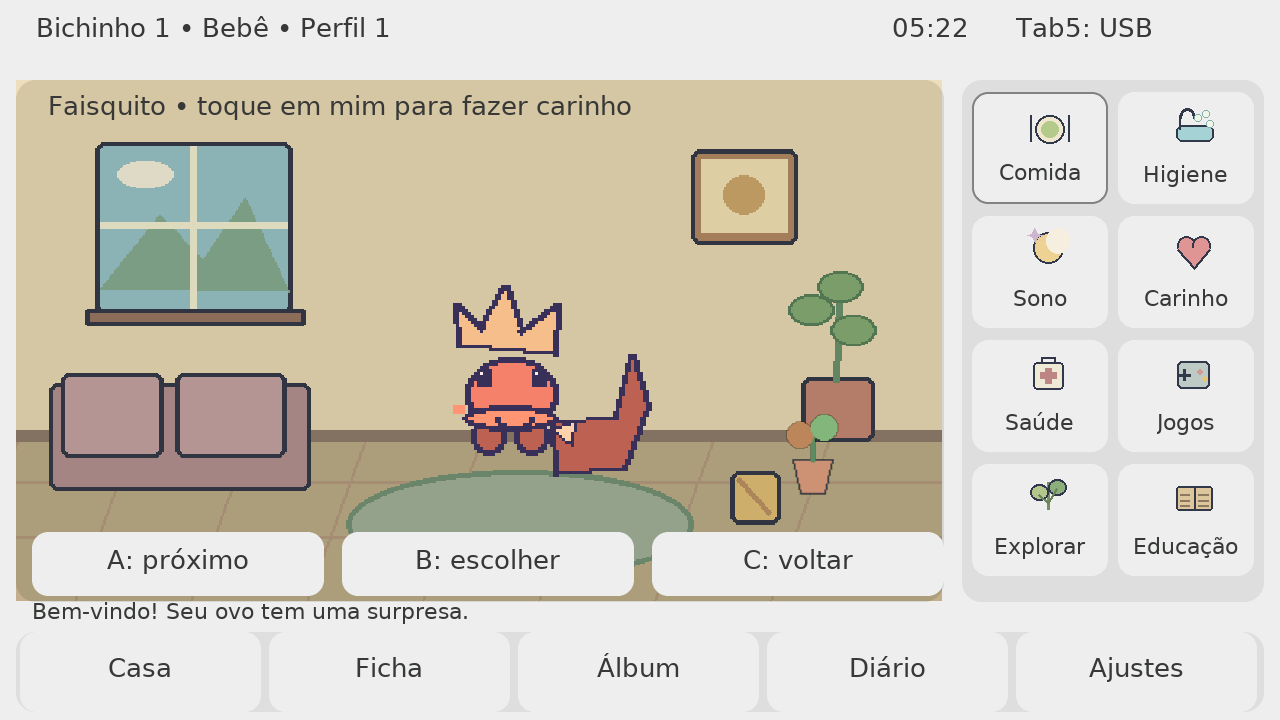 Bichinho 1 • Bebê • Perfil 1
05:22
Tab5: USB
Faisquito • toque em mim para fazer carinho
Comida
Higiene
Sono
Carinho
Saúde
Jogos
Explorar
Educação
A: próximo
B: escolher
C: voltar
Bem-vindo! Seu ovo tem uma surpresa.
Casa
Ficha
Álbum
Diário
Ajustes